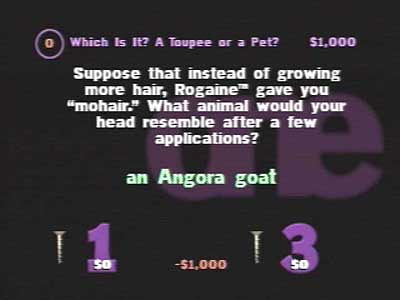 0 Which Is It? A Toupee or a Pet? $1,000
Suppose that instead of growing
more hair, Rogaine™ gave you
“mohair.” What animal would your
head resemble after a few
applications?
an Angora goat
1 3
$0 -$1,000 $0